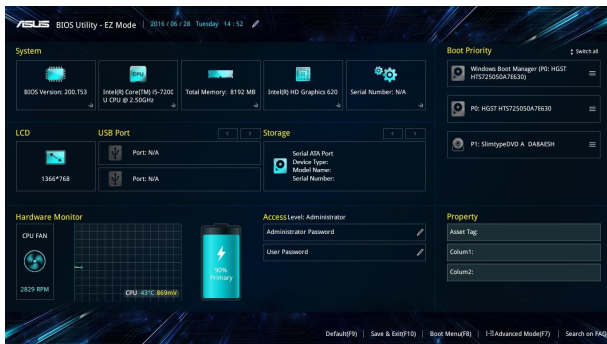 ASUS BIOS Utility - EZ Mode | 2016 / 06 / 28 Tuesday 14 : 52
System
BIOS Version: 200.T53
CPU
Intel(R) Core(TM) i5-7200
U CPU @ 2.50GHz
Total Memory: 8192 MB
Intel(R) HD Graphics 620
Serial Number: N/A
Boot Priority
Switch all
Windows Boot Manager (P0: HGST
HTS725050A7E630)
P0: HGST HTS725050A7E630
P1: SlimtypeDVD A DA8AESH
LCD
1366*768
USB Port
Port: N/A
Port: N/A
Storage
Serial ATA Port
Device Type:
Model Name:
Serial Number:
Hardware Monitor
CPU FAN
2829 RPM
CPU 43°C 869mV
90%
Primary
Access Level: Administrator
Administrator Password
User Password
Property
Asset Tag:
Colum1:
Colum2:
Default(F9) | Save & Exit(F10) | Boot Menu(F8) | Advanced Mode(F7) | Search on FAQ